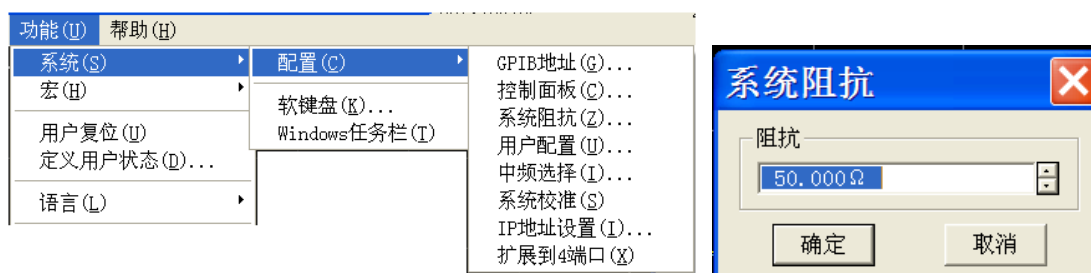 功能(U) 帮助(H)
系统(S)
宏(H)
用户复位(U)
定义用户状态(D)...
语言(L)
配置(C)
软键盘(K)...
Windows任务栏(T)
GPIB地址(G)...
控制面板(C)...
系统阻抗(Z)...
用户配置(U)...
中频选择(I)...
系统校准(S)
IP地址设置(I)...
扩展到4端口(X)
系统阻抗
阻抗
50.000Ω
确定 取消